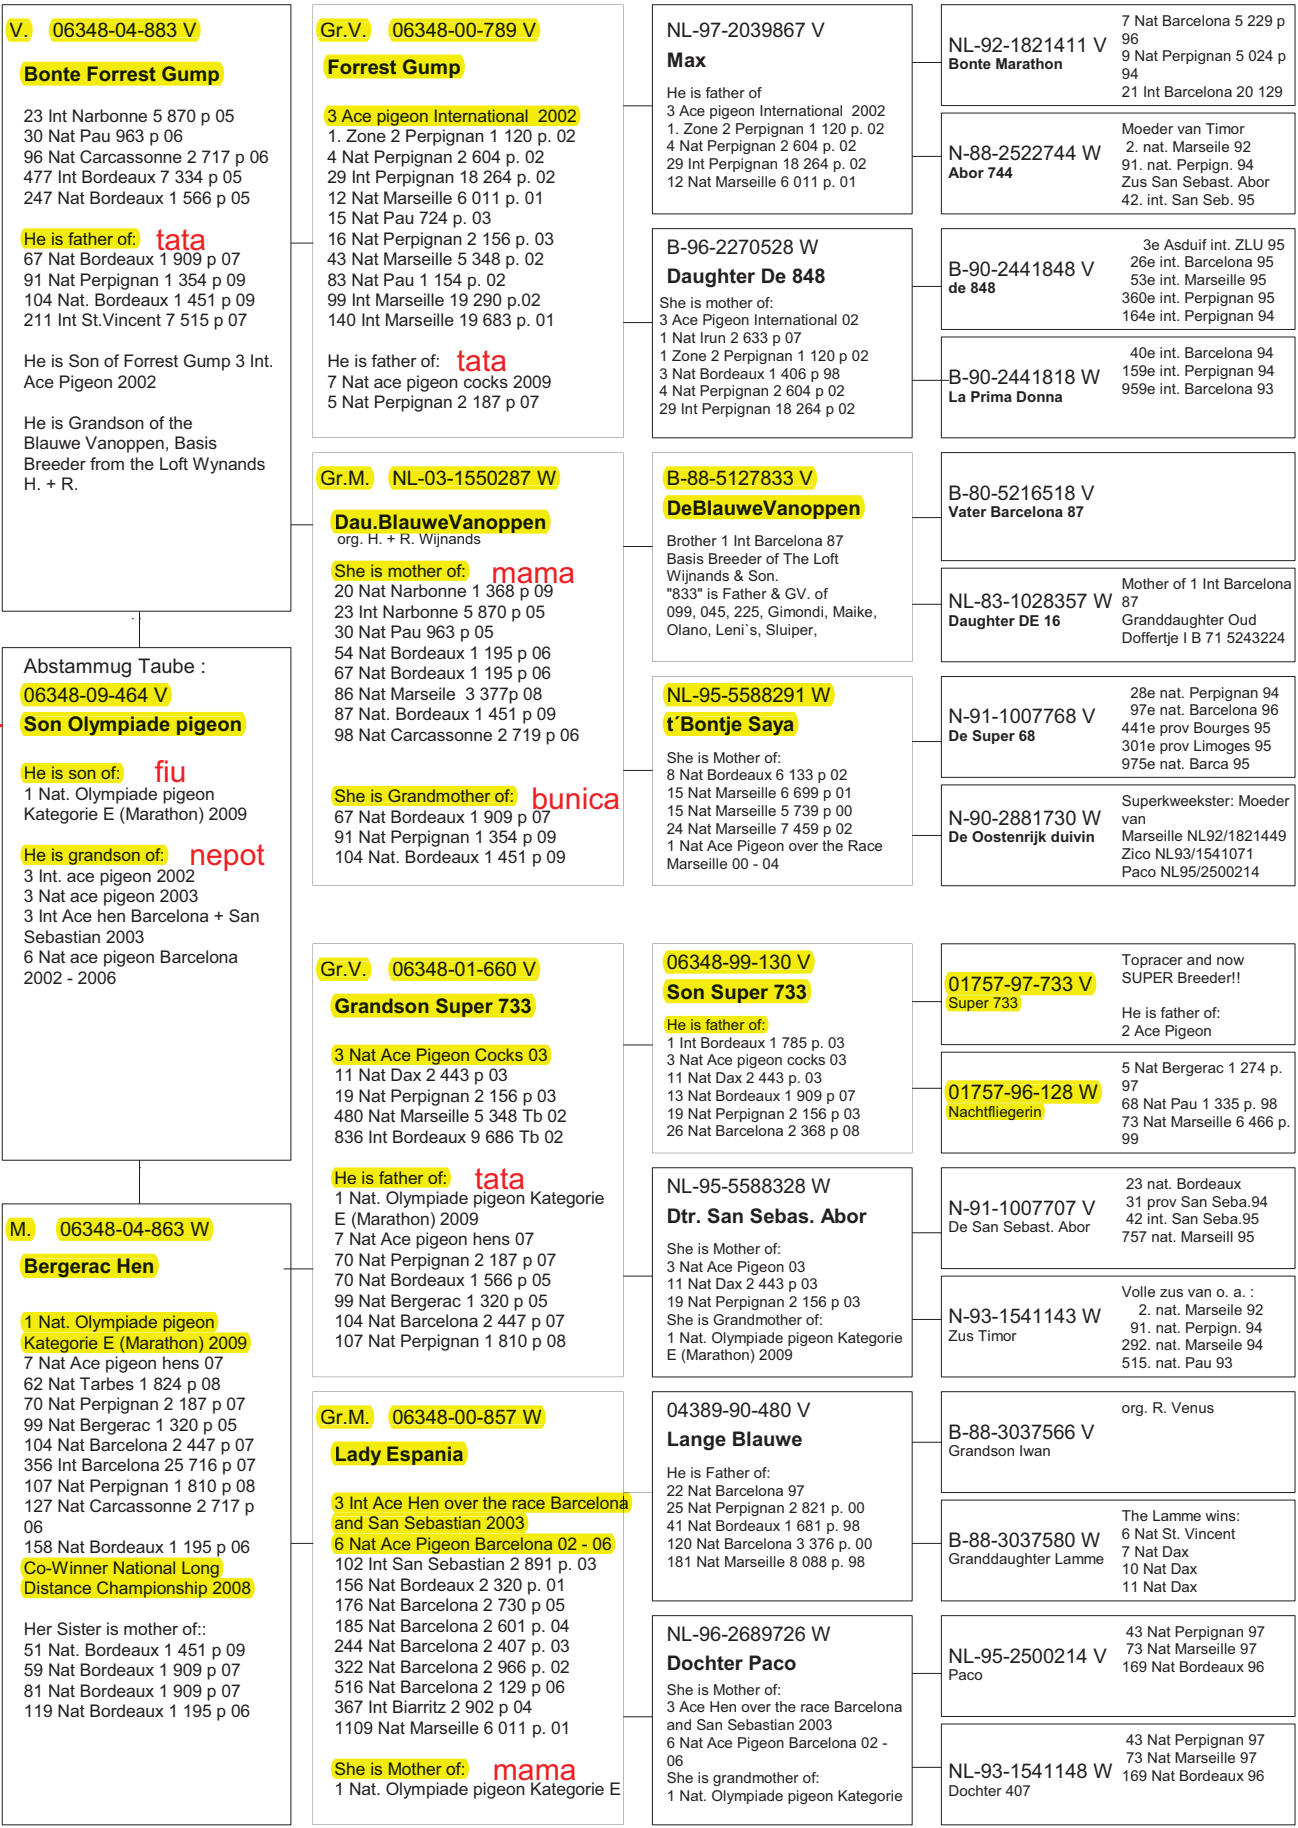 V. 06348-04-883 V
Bonte Forrest Gump
23 Int Narbonne 5 870 p 05
30 Nat Pau 963 p 06
96 Nat Carcassonne 2 717 p 06
477 Int Bordeaux 7 334 p 05
247 Nat Bordeaux 1 566 p 05
He is father of: tata
67 Nat Bordeaux 1 909 p 07
91 Nat Perpignan 1 354 p 09
104 Nat. Bordeaux 1 451 p 09
211 Int St.Vincent 7 515 p 07
He is Son of Forrest Gump 3 Int.
Ace Pigeon 2002
He is Grandson of the
Blauwe Vanoppen, Basis
Breeder from the Loft Wynands
H. + R.
Abstammug Taube :
06348-09-464 V
Son Olympiade pigeon
He is son of: fiu
1 Nat. Olympiade pigeon
Kategorie E (Marathon) 2009
He is grandson of: nepot
3 Int. ace pigeon 2002
3 Nat ace pigeon 2003
3 Int Ace hen Barcelona + San
Sebastian 2003
6 Nat ace pigeon Barcelona
2002 - 2006
M. 06348-04-863 W
Bergerac Hen
1 Nat. Olympiade pigeon
Kategorie E (Marathon) 2009
7 Nat Ace pigeon hens 07
62 Nat Tarbes 1 824 p 08
70 Nat Perpignan 2 187 p 07
99 Nat Bergerac 1 320 p 05
104 Nat Barcelona 2 447 p 07
356 Int Barcelona 25 716 p 07
107 Nat Perpignan 1 810 p 08
127 Nat Carcassonne 2 717 p
06
158 Nat Bordeaux 1 195 p 06
Co-Winner National Long
Distance Championship 2008
Her Sister is mother of::
51 Nat. Bordeaux 1 451 p 09
59 Nat Bordeaux 1 909 p 07
81 Nat Bordeaux 1 909 p 07
119 Nat Bordeaux 1 195 p 06
Gr.V. 06348-00-789 V
Forrest Gump
3 Ace pigeon International 2002
1. Zone 2 Perpignan 1 120 p. 02
4 Nat Perpignan 2 604 p. 02
29 Int Perpignan 18 264 p. 02
12 Nat Marseille 6 011 p. 01
15 Nat Pau 724 p. 03
16 Nat Perpignan 2 156 p. 03
43 Nat Marseille 5 348 p. 02
83 Nat Pau 1 154 p. 02
99 Int Marseille 19 290 p.02
140 Int Marseille 19 683 p. 01
He is father of: tata
7 Nat ace pigeon cocks 2009
5 Nat Perpignan 2 187 p 07
Gr.M. NL-03-1550287 W
Dau.BlauweVanoppen
org. H. + R. Wijnands
She is mother of: mama
20 Nat Narbonne 1 368 p 09
23 Int Narbonne 5 870 p 05
30 Nat Pau 963 p 05
54 Nat Bordeaux 1 195 p 06
67 Nat Bordeaux 1 195 p 06
86 Nat Marseile 3 377p 08
87 Nat. Bordeaux 1 451 p 09
98 Nat Carcassonne 2 719 p 06
She is Grandmother of: bunica
67 Nat Bordeaux 1 909 p 07
91 Nat Perpignan 1 354 p 09
104 Nat. Bordeaux 1 451 p 09
Gr.V. 06348-01-660 V
Grandson Super 733
3 Nat Ace Pigeon Cocks 03
11 Nat Dax 2 443 p 03
19 Nat Perpignan 2 156 p 03
480 Nat Marseille 5 348 Tb 02
836 Int Bordeaux 9 686 Tb 02
He is father of: tata
1 Nat. Olympiade pigeon Kategorie
E (Marathon) 2009
7 Nat Ace pigeon hens 07
70 Nat Perpignan 2 187 p 07
70 Nat Bordeaux 1 566 p 05
99 Nat Bergerac 1 320 p 05
104 Nat Barcelona 2 447 p 07
107 Nat Perpignan 1 810 p 08
Gr.M. 06348-00-857 W
Lady Espania
3 Int Ace Hen over the race Barcelona
and San Sebastian 2003
6 Nat Ace Pigeon Barcelona 02 - 06
102 Int San Sebastian 2 891 p. 03
156 Nat Bordeaux 2 320 p. 01
176 Nat Barcelona 2 730 p 05
185 Nat Barcelona 2 601 p. 04
244 Nat Barcelona 2 407 p. 03
322 Nat Barcelona 2 966 p. 02
516 Nat Barcelona 2 129 p 06
367 Int Biarritz 2 902 p 04
1109 Nat Marseille 6 011 p. 01
She is Mother of: mama
1 Nat. Olympiade pigeon Kategorie E
NL-97-2039867 V
Max
He is father of
3 Ace pigeon International 2002
1. Zone 2 Perpignan 1 120 p. 02
4 Nat Perpignan 2 604 p. 02
29 Int Perpignan 18 264 p. 02
12 Nat Marseille 6 011 p. 01
B-96-2270528 W
Daughter De 848
She is mother of:
3 Ace Pigeon International 02
1 Nat Irun 2 633 p 07
1 Zone 2 Perpignan 1 120 p 02
3 Nat Bordeaux 1 406 p 98
4 Nat Perpignan 2 604 p 02
29 Int Perpignan 18 264 p 02
B-88-5127833 V
DeBlauweVanoppen
Brother 1 Int Barcelona 87
Basis Breeder of The Loft
Wijnands & Son.
"833" is Father & GV. of
099, 045, 225, Gimondi, Maike,
Olano, Leni`s, Sluiper,
NL-95-5588291 W
t´Bontje Saya
She is Mother of:
8 Nat Bordeaux 6 133 p 02
15 Nat Marseille 6 699 p 01
15 Nat Marseille 5 739 p 00
24 Nat Marseille 7 459 p 02
1 Nat Ace Pigeon over the Race
Marseille 00 - 04
06348-99-130 V
Son Super 733
He is father of:
1 Int Bordeaux 1 785 p. 03
3 Nat Ace pigeon cocks 03
11 Nat Dax 2 443 p. 03
13 Nat Bordeaux 1 909 p 07
19 Nat Perpignan 2 156 p 03
26 Nat Barcelona 2 368 p 08
NL-95-5588328 W
Dtr. San Sebas. Abor
She is Mother of:
3 Nat Ace Pigeon 03
11 Nat Dax 2 443 p 03
19 Nat Perpignan 2 156 p 03
She is Grandmother of:
1 Nat. Olympiade pigeon Kategorie
E (Marathon) 2009
04389-90-480 V
Lange Blauwe
He is Father of:
22 Nat Barcelona 97
25 Nat Perpignan 2 821 p. 00
41 Nat Bordeaux 1 681 p. 98
120 Nat Barcelona 3 376 p. 00
181 Nat Marseille 8 088 p. 98
NL-96-2689726 W
Dochter Paco
She is Mother of:
3 Ace Hen over the race Barcelona
and San Sebastian 2003
6 Nat Ace Pigeon Barcelona 02 -
06
She is grandmother of:
1 Nat. Olympiade pigeon Kategorie
NL-92-1821411 V
Bonte Marathon
7 Nat Barcelona 5 229 p
96
9 Nat Perpignan 5 024 p
94
21 Int Barcelona 20 129
N-88-2522744 W
Abor 744
Moeder van Timor
2. nat. Marseile 92
91. nat. Perpign. 94
Zus San Sebast. Abor
42. int. San Seb. 95
B-90-2441848 V
de 848
3e Asduif int. ZLU 95
26e int. Barcelona 95
53e int. Marseille 95
360e int. Perpignan 95
164e int. Perpignan 94
B-90-2441818 W
La Prima Donna
40e int. Barcelona 94
159e int. Perpignan 94
959e int. Barcelona 93
B-80-5216518 V
Vater Barcelona 87
NL-83-1028357 W
Daughter DE 16
Mother of 1 Int Barcelona
87
Granddaughter Oud
Doffertje I B 71 5243224
N-91-1007768 V
De Super 68
28e nat. Perpignan 94
97e nat. Barcelona 96
441e prov Bourges 95
301e prov Limoges 95
975e nat. Barca 95
N-90-2881730 W
De Oostenrijk duivin
Superkweekster: Moeder
van
Marseille NL92/1821449
Zico NL93/1541071
Paco NL95/2500214
01757-97-733 V
Super 733
Topracer and now
SUPER Breeder!!
He is father of:
2 Ace Pigeon
01757-96-128 W
Nachtfliegerin
5 Nat Bergerac 1 274 p.
97
68 Nat Pau 1 335 p. 98
73 Nat Marseille 6 466 p.
99
N-91-1007707 V
De San Sebast. Abor
23 nat. Bordeaux
31 prov San Seba.94
42 int. San Seba.95
757 nat. Marseill 95
N-93-1541143 W
Zus Timor
Volle zus van o. a. :
2. nat. Marseile 92
91. nat. Perpign. 94
292. nat. Marseile 94
515. nat. Pau 93
B-88-3037566 V
Grandson Iwan
org. R. Venus
B-88-3037580 W
Granddaughter Lamme
The Lamme wins:
6 Nat St. Vincent
7 Nat Dax
10 Nat Dax
11 Nat Dax
NL-95-2500214 V
Paco
43 Nat Perpignan 97
73 Nat Marseille 97
169 Nat Bordeaux 96
NL-93-1541148 W
Dochter 407
43 Nat Perpignan 97
73 Nat Marseille 97
169 Nat Bordeaux 96